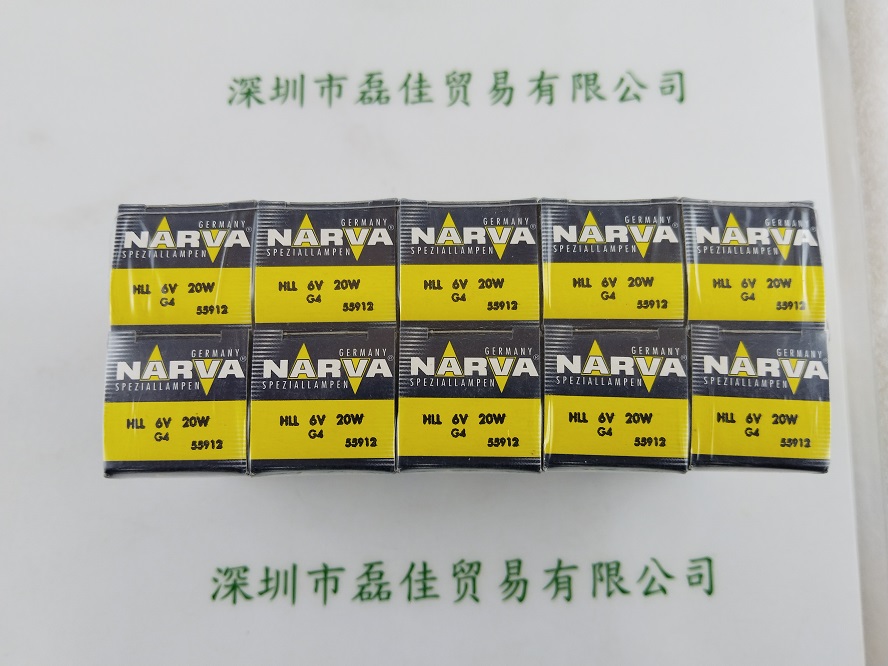 深圳市磊佳贸易有限公司
GERMANY GERMANY GERMANY GERMANY GERMANY
NARVA® NARVA® NARVA® NARVA® NARVA®
SPEZIALLAMPEN SPEZIALLAMPEN SPEZIALLAMPEN SPEZIALLAMPEN SPEZIALLAMPEN
HLL 6V 20W HLL 6V 20W HLL 6V 20W HLL 6V 20W HLL 6V 20W
G4 G4 G4 G4 G4
55912 55912 55912 55912 55912
GERMANY GERMANY GERMANY GERMANY GERMANY
NARVA® NARVA® NARVA® NARVA® NARVA
SPEZIALLAMPEN SPEZIALLAMPEN SPEZIALLAMPEN SPEZIALLAMPEN SPEZIALLAMPEN
HLL 6V 20W HLL 6V 20W HLL 6V 20W HLL 6V 20W HLL 6V 20W
G4 G4 G4 G4 G4
55912 55912 55912 55912 55912
深圳市磊佳贸易有限公司